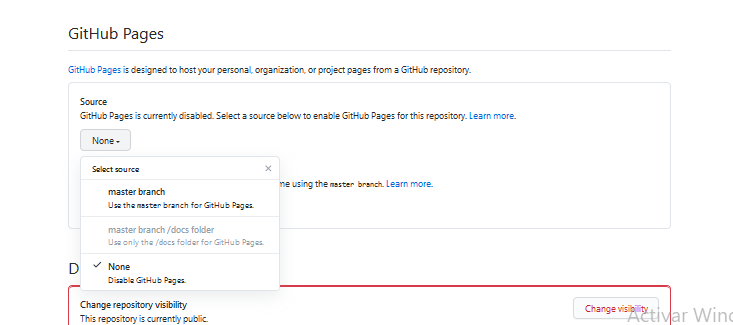 GitHub Pages
GitHub Pages is designed to host your personal, organization, or project pages from a GitHub repository.
Source
GitHub Pages is currently disabled. Select a source below to enable GitHub Pages for this repository. Learn more.
None
Select source
me using the master branch. Learn more.
master branch
Use the master branch for GitHub Pages.
master branch /docs folder
Use only the /docs folder for GitHub Pages.
None
Disable GitHub Pages.
D
Change repository visibility
This repository is currently public.
Change visibility
Activar Wind